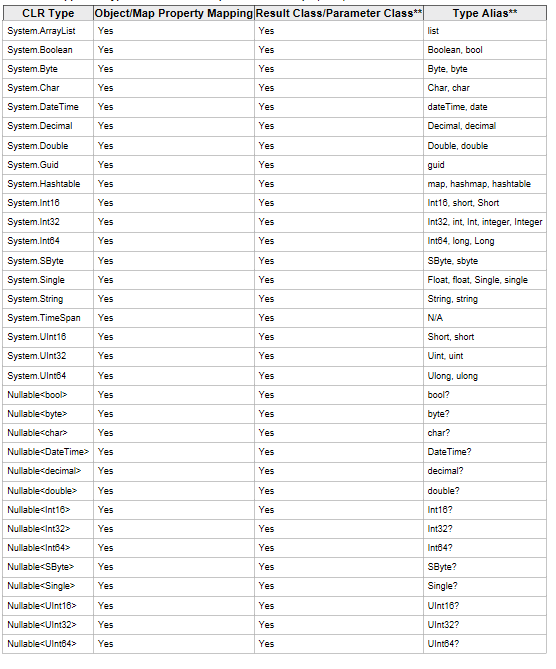 CLR Type Object/Map Property Mapping Result Class/Parameter Class** Type Alias**
System.ArrayList Yes Yes list
System.Boolean Yes Yes Boolean, bool
System.Byte Yes Yes Byte, byte
System.Char Yes Yes Char, char
System.DateTime Yes Yes dateTime, date
System.Decimal Yes Yes Decimal, decimal
System.Double Yes Yes Double, double
System.Guid Yes Yes guid
System.Hashtable Yes Yes map, hashmap, hashtable
System.Int16 Yes Yes Int16, short, Short
System.Int32 Yes Yes Int32, int, Int, integer, Integer
System.Int64 Yes Yes Int64, long, Long
System.SByte Yes Yes SByte, sbyte
System.Single Yes Yes Float, float, Single, single
System.String Yes Yes String, string
System.TimeSpan Yes Yes N/A
System.UInt16 Yes Yes Short, short
System.UInt32 Yes Yes Uint, uint
System.UInt64 Yes Yes Ulong, ulong
Nullable<bool> Yes Yes bool?
Nullable<byte> Yes Yes byte?
Nullable<char> Yes Yes char?
Nullable<DateTime> Yes Yes DateTime?
Nullable<decimal> Yes Yes decimal?
Nullable<double> Yes Yes double?
Nullable<Int16> Yes Yes Int16?
Nullable<Int32> Yes Yes Int32?
Nullable<Int64> Yes Yes Int64?
Nullable<SByte> Yes Yes SByte?
Nullable<Single> Yes Yes Single?
Nullable<UInt16> Yes Yes UInt16?
Nullable<UInt32> Yes Yes UInt32?
Nullable<UInt64> Yes Yes UInt64?